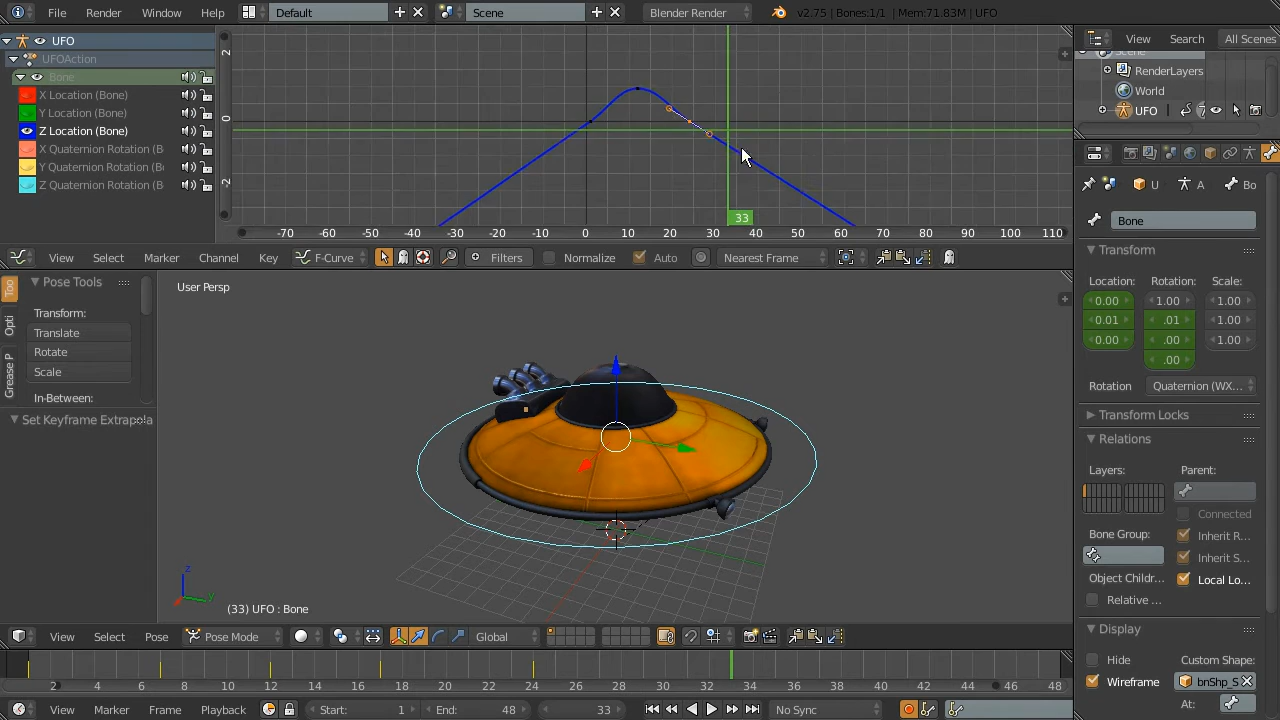 File Render Window Help Default Scene Blender Render v2.75 | Bones:1/1 | Mem:71.83M | UFO
UFO
UFOAction
Bone
X Location (Bone)
Y Location (Bone)
Z Location (Bone)
X Quaternion Rotation (B
Y Quaternion Rotation (B
Z Quaternion Rotation (B
2
0
-2
33
-70 -60 -50 -40 -30 -20 -10 0 10 20 30 40 50 60 70 80 90 100 110
View Select Marker Channel Key F-Curve Filters Normalize Auto Nearest Frame
View Search All Scenes
Scene
RenderLayers
World
UFO
U A Bo
Bone
Transform
Location: Rotation: Scale:
0.00 1.00 1.00
0.01 .01 1.00
0.00 .00 1.00
.00
Rotation Quaternion (WX...
Transform Locks
Relations
Layers: Parent:
Connected
Bone Group: Inherit R...
Inherit S...
Object Childr... Local Lo...
Relative ...
Display
Hide Custom Shape:
Wireframe bnShp_S
At:
Too
Opti
Grease P
Pose Tools
Transform:
Translate
Rotate
Scale
In-Between:
Set Keyframe Extrapola
User Persp
z
y
(33) UFO : Bone
View Select Pose Pose Mode Global
2 4 6 8 10 12 14 16 18 20 22 24 26 28 30 32 34 36 38 40 42 44 46 48
View Marker Frame Playback Start: 1 End: 48 33 No Sync